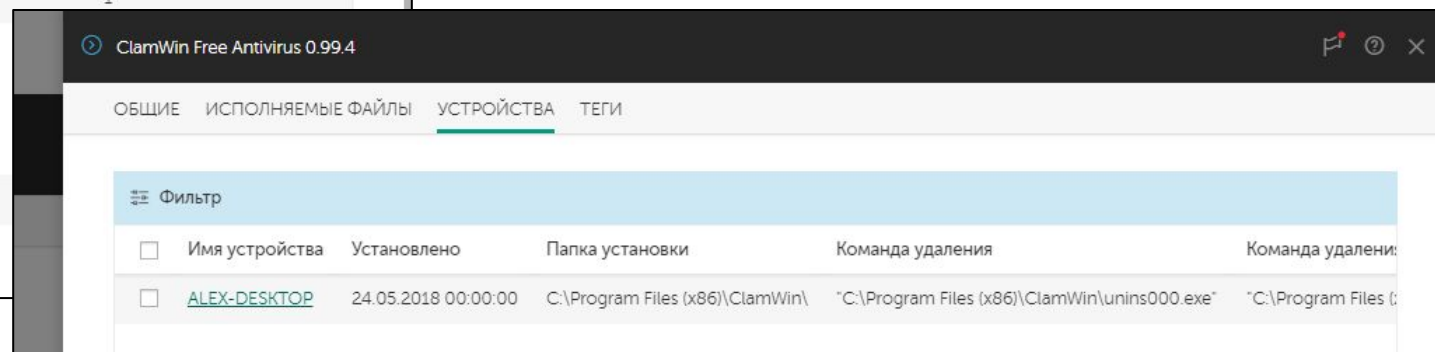 ClamWin Free Antivirus 0.99.4
ОБЩИЕ ИСПОЛНЯЕМЫЕ ФАЙЛЫ УСТРОЙСТВА ТЕГИ
Фильтр
Имя устройства Установлено Папка установки Команда удаления Команда
ALEX-DESKTOP 24.05.2018 00:00:00 C:\Program Files (x86)\ClamWin\ "C:\Program Files (x86)\ClamWin\unins000.exe" "C:\Program Files